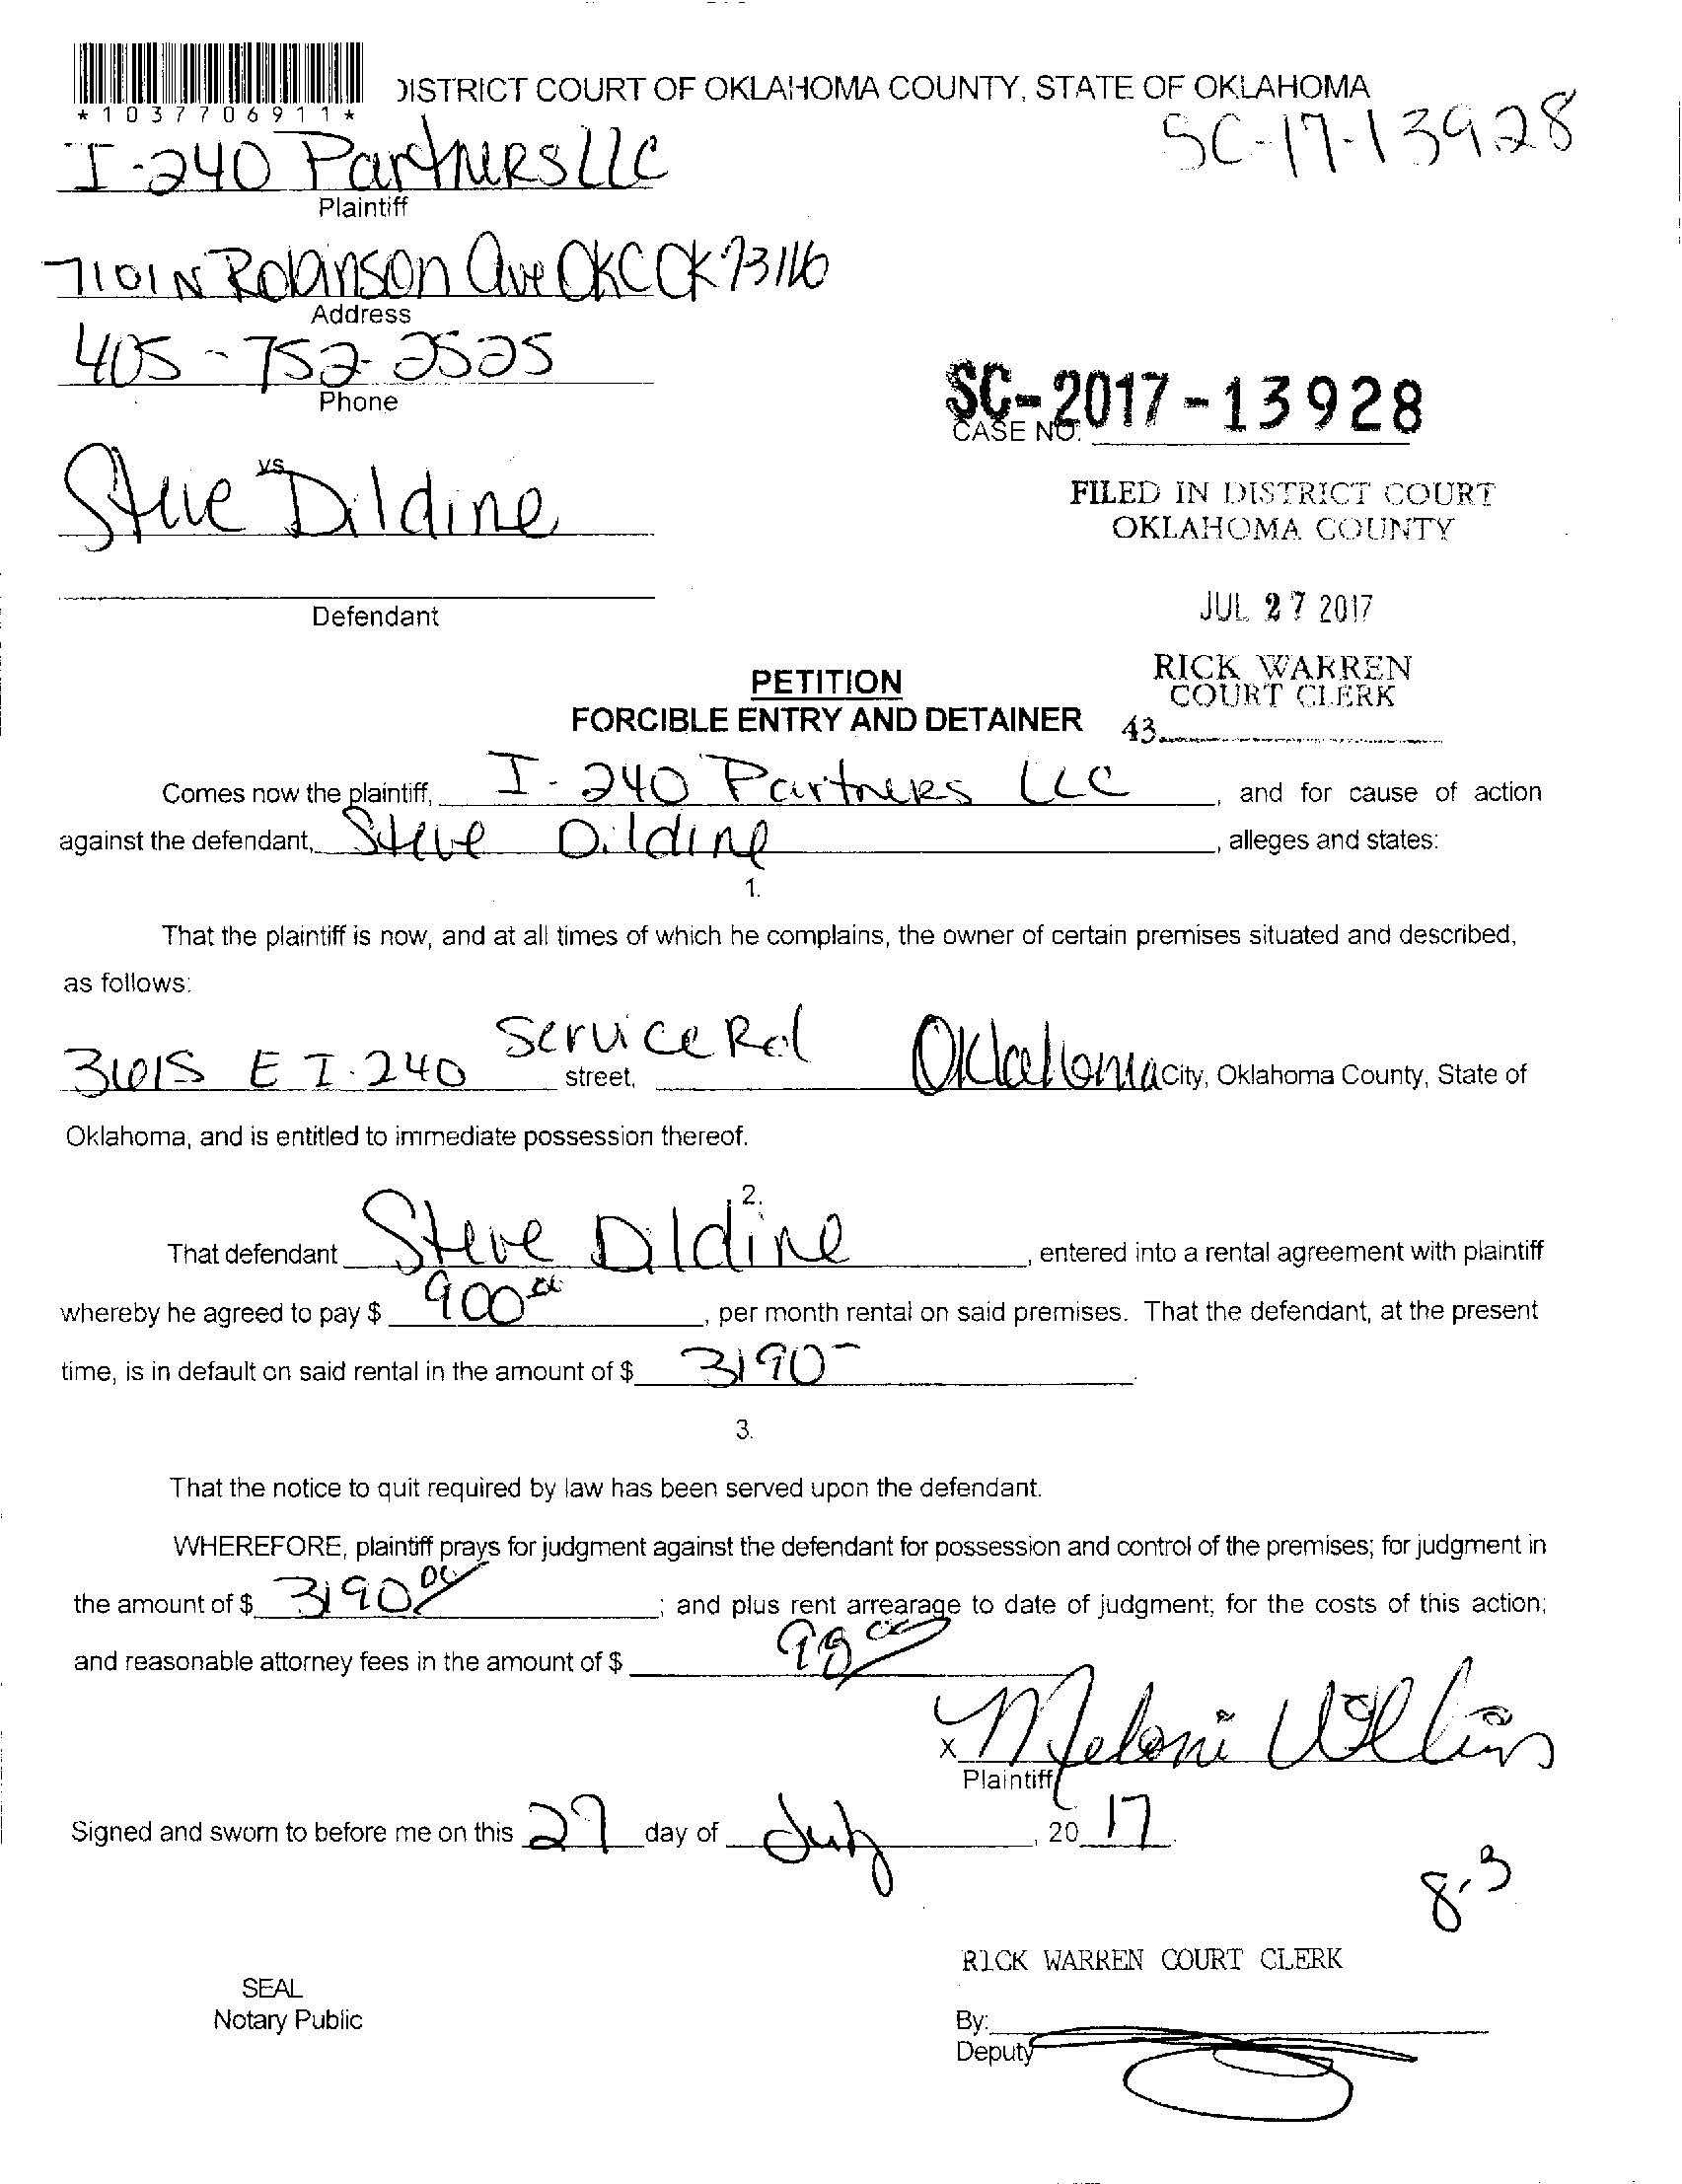 *1037706911*
DISTRICT COURT OF OKLAHOMA COUNTY, STATE OF OKLAHOMA
SC-17-13928
I-240 Partners LLC
Plaintiff
7101 N Robinson Ave OKC OK 73116
Address
405-752-2525
Phone
SC-2017-13928
CASE NO.
vs.
Steve Dildine
FILED IN DISTRICT COURT
OKLAHOMA COUNTY
Defendant
JUL 27 2017
RICK WARREN
COURT CLERK
43
PETITION
FORCIBLE ENTRY AND DETAINER
Comes now the plaintiff, I-240 Partners LLC, and for cause of action
against the defendant, Steve Dildine, alleges and states:
1.
That the plaintiff is now, and at all times of which he complains, the owner of certain premises situated and described,
as follows:
3615 E I-240 Service Rd street, Oklahoma City, Oklahoma County, State of
Oklahoma, and is entitled to immediate possession thereof.
2.
That defendant Steve Dildine, entered into a rental agreement with plaintiff
whereby he agreed to pay $ 900 00, per month rental on said premises. That the defendant, at the present
time, is in default on said rental in the amount of $ 3190-.
3.
That the notice to quit required by law has been served upon the defendant.
WHEREFORE, plaintiff prays for judgment against the defendant for possession and control of the premises; for judgment in
the amount of $ 3190 00; and plus rent arrearage to date of judgment; for the costs of this action;
and reasonable attorney fees in the amount of $ 98 00
X Meloni Wilkins
Plaintiff
Signed and sworn to before me on this 27 day of July, 20 17.
8.3
RICK WARREN COURT CLERK
SEAL
Notary Public
By:
Deputy